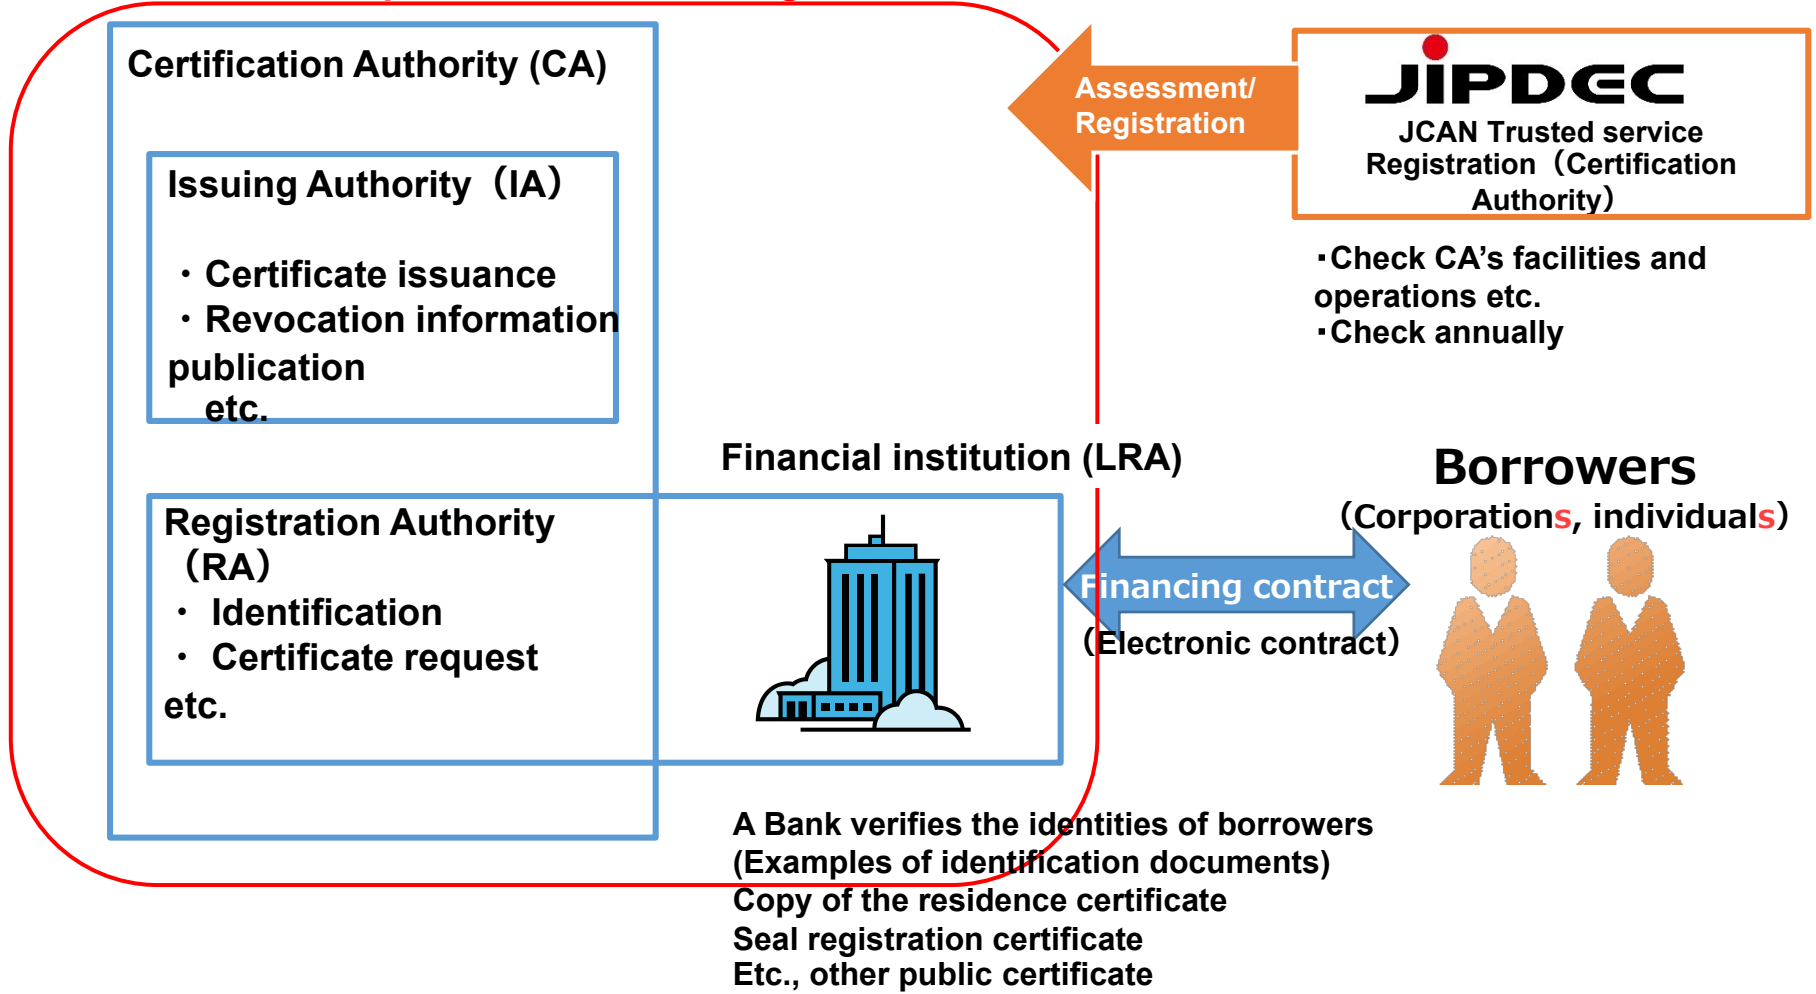 Certification Authority (CA)
Issuing Authority（IA）
・Certificate issuance
・Revocation information
publication
etc.
Registration Authority
（RA）
・ Identification
・ Certificate request
etc.
Financial institution (LRA)
Assessment/
Registration
JIPDEC
JCAN Trusted service
Registration（Certification
Authority）
・Check CA’s facilities and
operations etc.
・Check annually
Borrowers
（Corporations, individuals）
Financing contract
（Electronic contract）
A Bank verifies the identities of borrowers
(Examples of identification documents)
Copy of the residence certificate
Seal registration certificate
Etc., other public certificate